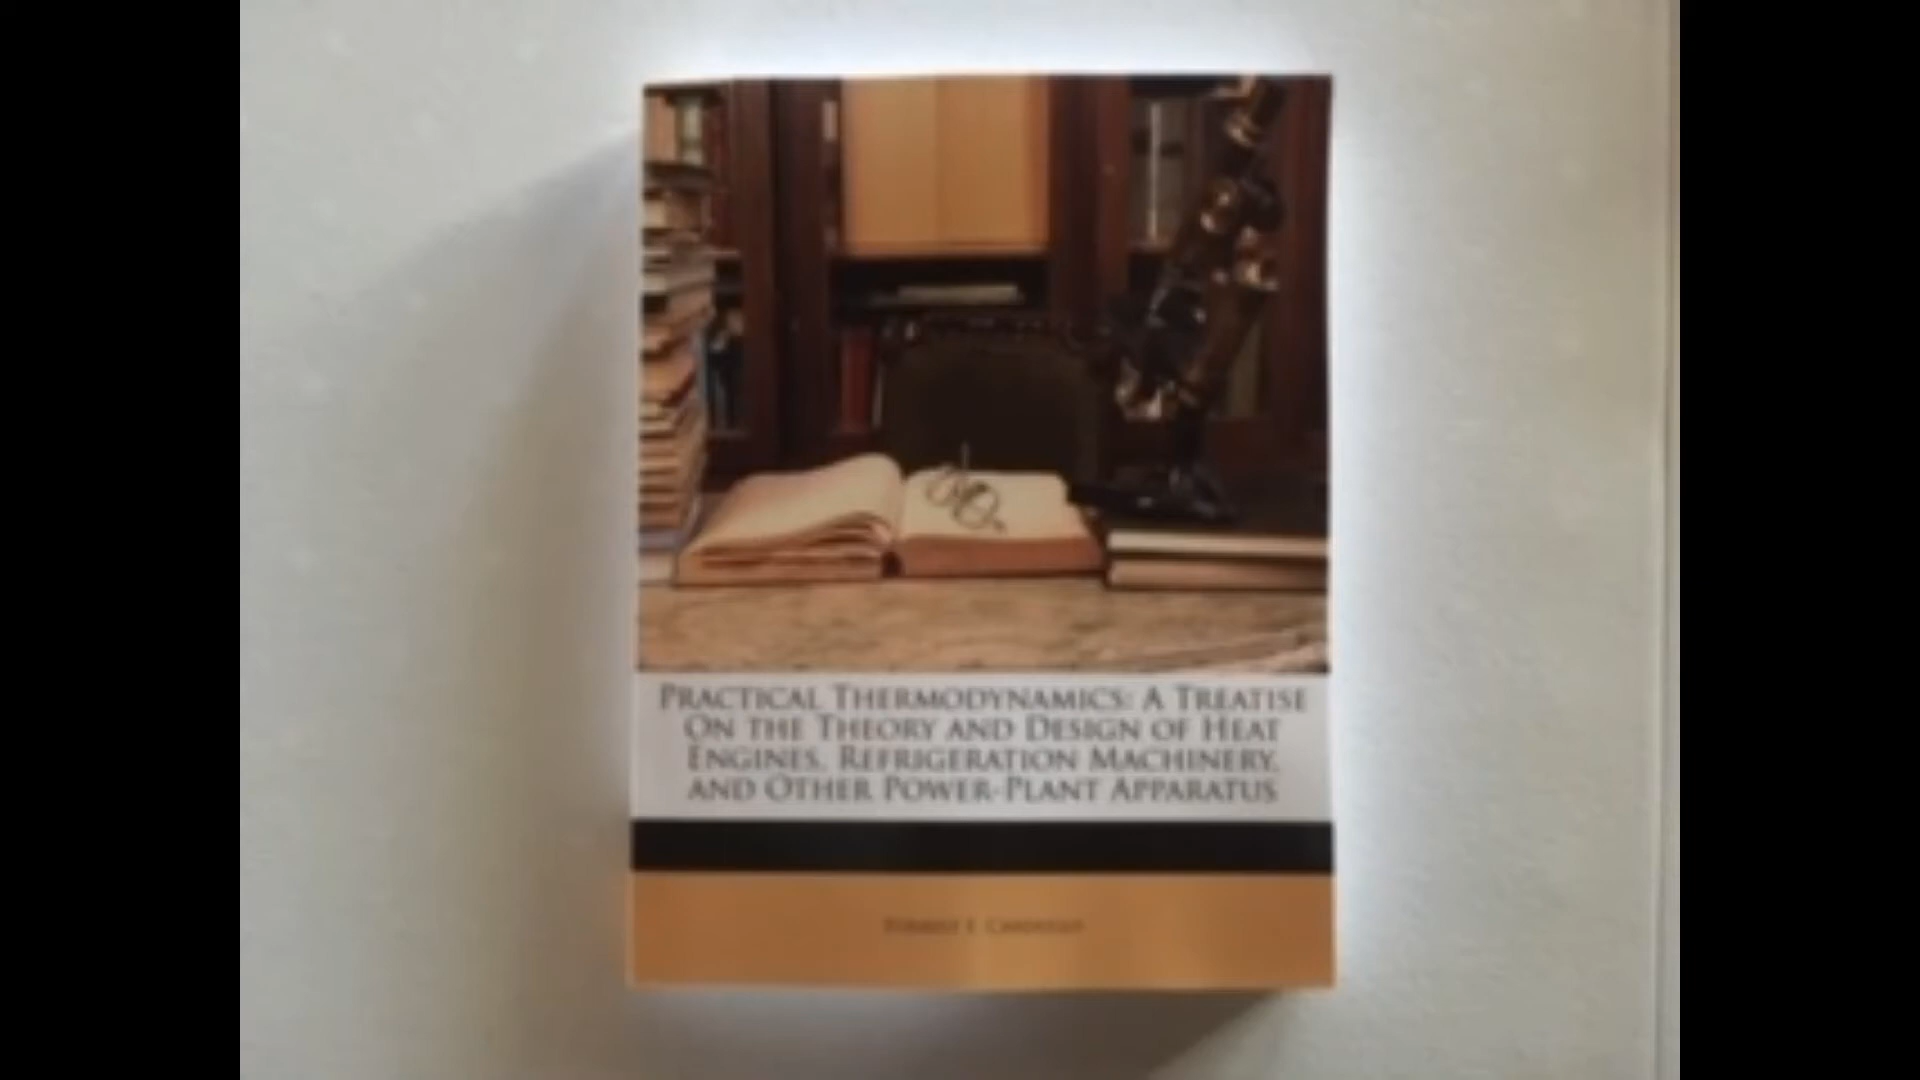 PRACTICAL THERMODYNAMICS: A TREATISE
ON THE THEORY AND DESIGN OF HEAT
ENGINES, REFRIGERATION MACHINERY,
AND OTHER POWER-PLANT APPARATUS